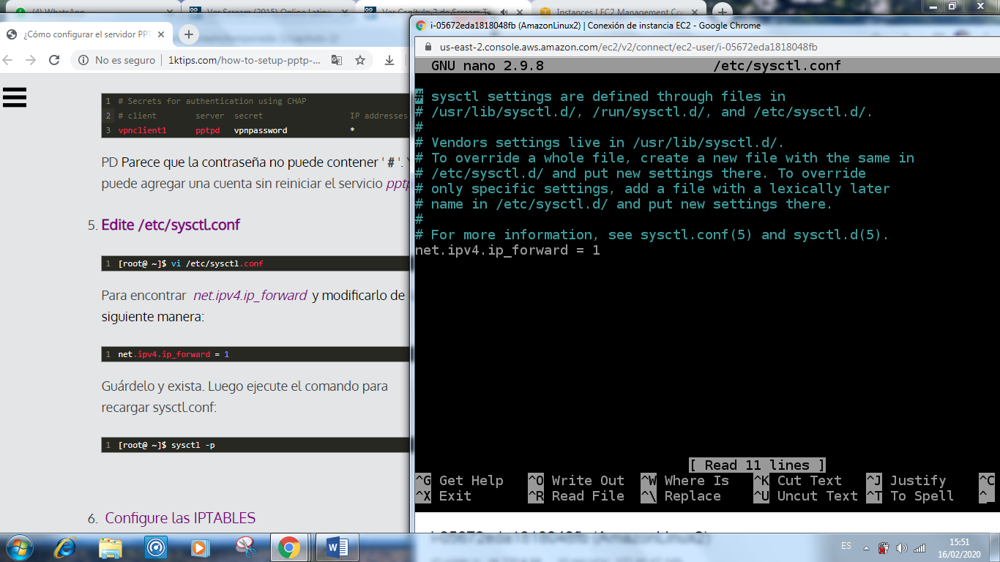 (4) WhatsApp
Ver Scream (2015) Online Latino
Ver Capítulo 2 de Scream T
Instances | EC2 Management Co
¿Cómo configurar el servidor PPT
i-05672eda1818048fb (AmazonLinux2) | Conexión de instancia EC2 - Google Chrome
No es seguro
1ktips.com/how-to-setup-pptp-...
us-east-2.console.aws.amazon.com/ec2/v2/connect/ec2-user/i-05672eda1818048fb
1 # Secrets for authentication using CHAP
2 # client server secret IP addresses
3 vpnclient1 pptpd vpnpassword *
PD Parece que la contraseña no puede contener ' # '. Y
puede agregar una cuenta sin reiniciar el servicio pptp
5. Edite /etc/sysctl.conf
1 [root@ ~]$ vi /etc/sysctl.conf
Para encontrar net.ipv4.ip_forward y modificarlo de
siguiente manera:
1 net.ipv4.ip_forward = 1
Guárdelo y exista. Luego ejecute el comando para
recargar sysctl.conf:
1 [root@ ~]$ sysctl -p
6. Configure las IPTABLES
GNU nano 2.9.8 /etc/sysctl.conf
# sysctl settings are defined through files in
# /usr/lib/sysctl.d/, /run/sysctl.d/, and /etc/sysctl.d/.
#
# Vendors settings live in /usr/lib/sysctl.d/.
# To override a whole file, create a new file with the same in
# /etc/sysctl.d/ and put new settings there. To override
# only specific settings, add a file with a lexically later
# name in /etc/sysctl.d/ and put new settings there.
#
# For more information, see sysctl.conf(5) and sysctl.d(5).
net.ipv4.ip_forward = 1
[ Read 11 lines ]
^G Get Help ^O Write Out ^W Where Is ^K Cut Text ^J Justify ^C
^X Exit ^R Read File ^\ Replace ^U Uncut Text ^T To Spell ^
i-05672eda1818048fb (AmazonLinux2)
ES
15:51
16/02/2020